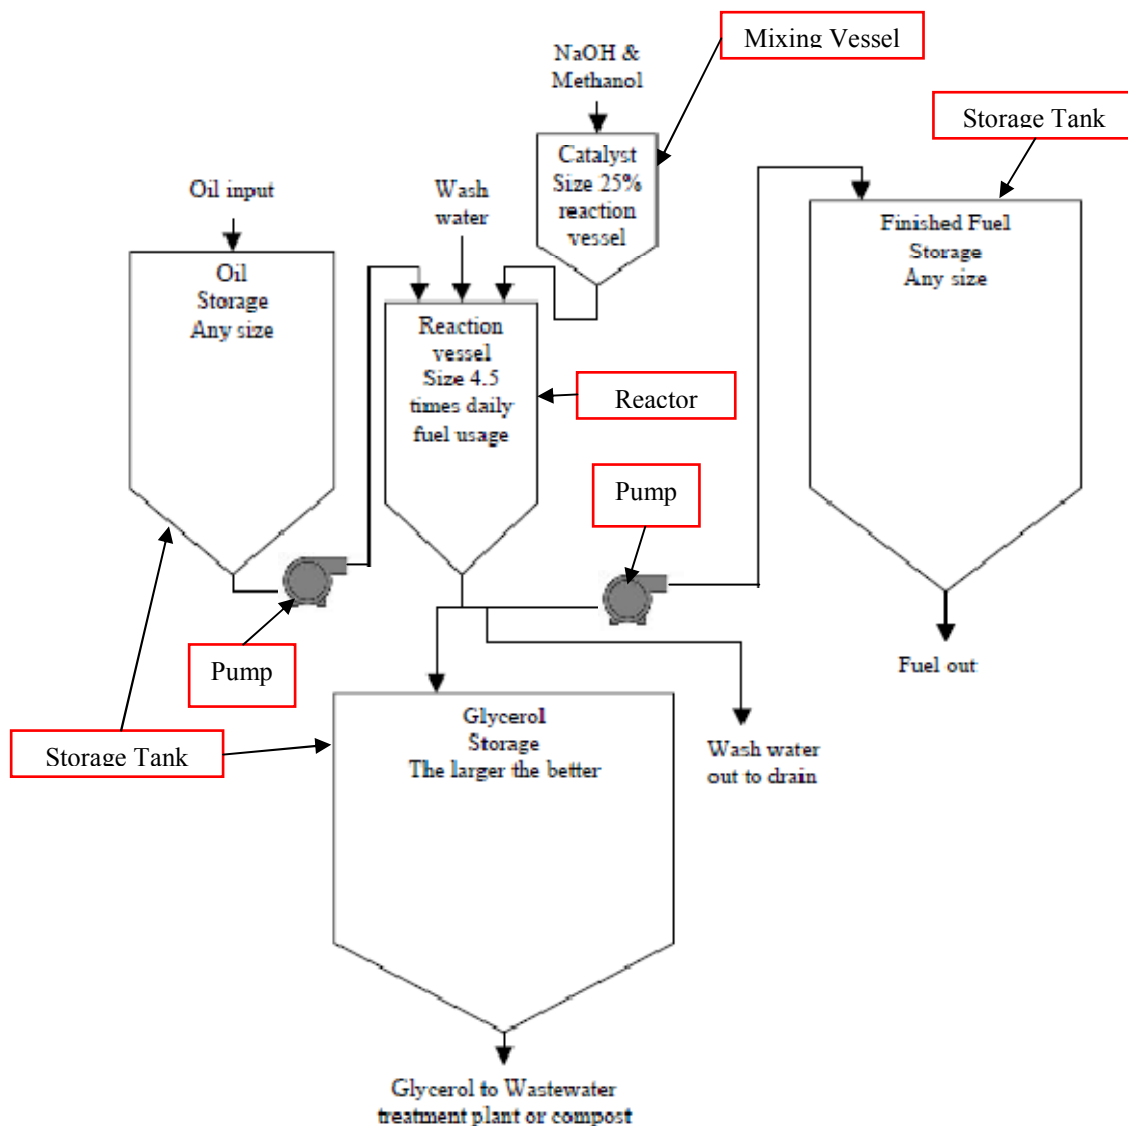 Mixing Vessel
NaOH &
Methanol
Storage Tank
Catalyst
Size 25%
reaction
vessel
Oil input
Wash
water
Finished Fuel
Storage
Any size
Oil
Storage
Any size
Reaction
vessel
Size 4.5
times daily
fuel usage
Reactor
Pump
Pump
Fuel out
Storage Tank
Glycerol
Storage
The larger the better
Wash water
out to drain
Glycerol to Wastewater
treatment plant or compost